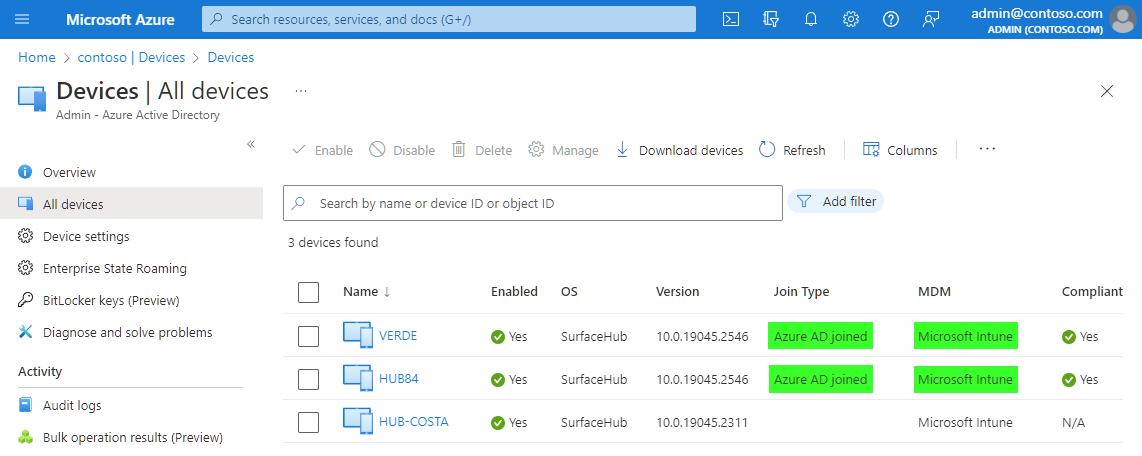 Microsoft Azure
Search resources, services, and docs (G+/)
admin@contoso.com
ADMIN (CONTOSO.COM)
Home > contoso | Devices > Devices
Devices | All devices ...
Admin - Azure Active Directory
«
Enable Disable Delete Manage Download devices Refresh Columns ...
Overview
All devices
Device settings
Enterprise State Roaming
BitLocker keys (Preview)
Diagnose and solve problems
Activity
Audit logs
Bulk operation results (Preview)
Search by name or device ID or object ID
Add filter
3 devices found
Name ↓ Enabled OS Version Join Type MDM Compliant
VERDE Yes SurfaceHub 10.0.19045.2546 Azure AD joined Microsoft Intune Yes
HUB84 Yes SurfaceHub 10.0.19045.2546 Azure AD joined Microsoft Intune Yes
HUB-COSTA Yes SurfaceHub 10.0.19045.2311 Microsoft Intune N/A